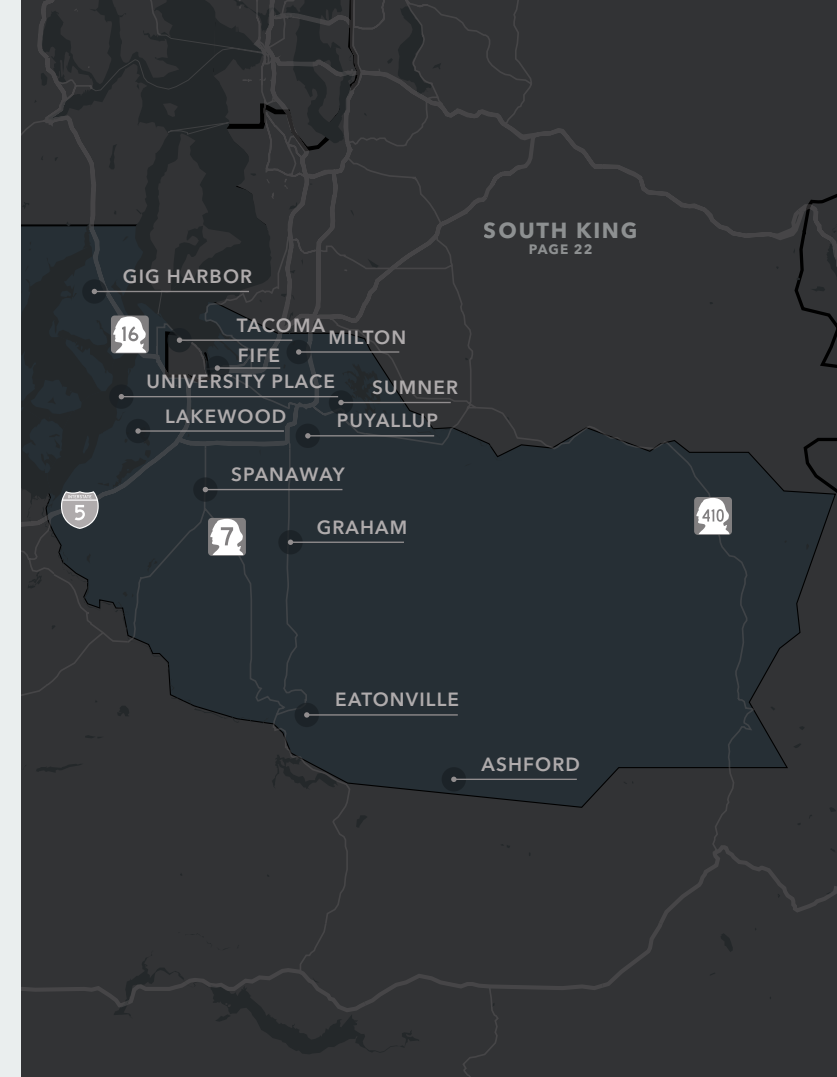 SOUTH KING
PAGE 22
GIG HARBOR
16
TACOMA
MILTON
FIFE
UNIVERSITY PLACE
SUMNER
LAKEWOOD
PUYALLUP
SPANAWAY
INTERSTATE
5
7
410
GRAHAM
EATONVILLE
ASHFORD